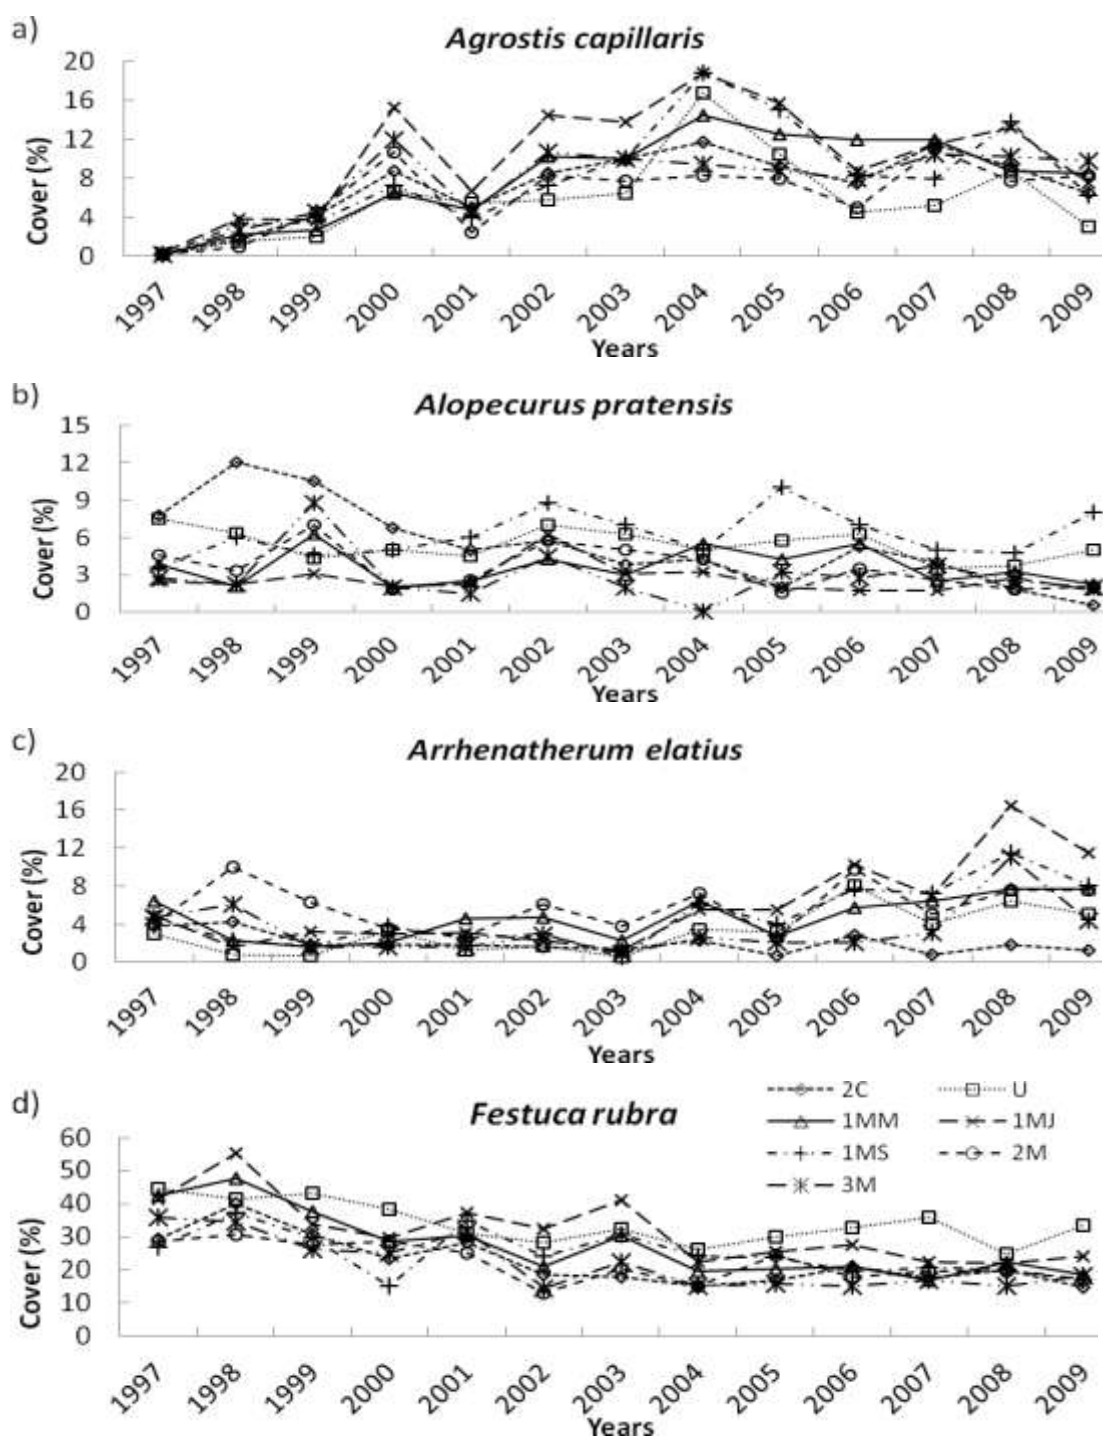 a)
Agrostis capillaris
Cover (%)
20
16
12
8
4
0
1997 1998 1999 2000 2001 2002 2003 2004 2005 2006 2007 2008 2009
Years
b)
Alopecurus pratensis
Cover (%)
15
12
9
6
3
0
1997 1998 1999 2000 2001 2002 2003 2004 2005 2006 2007 2008 2009
Years
c)
Arrhenatherum elatius
Cover (%)
20
16
12
8
4
0
1997 1998 1999 2000 2001 2002 2003 2004 2005 2006 2007 2008 2009
Years
d)
Festuca rubra
2C U
1MM 1MJ
1MS 2M
3M
Cover (%)
60
50
40
30
20
10
0
1997 1998 1999 2000 2001 2002 2003 2004 2005 2006 2007 2008 2009
Years